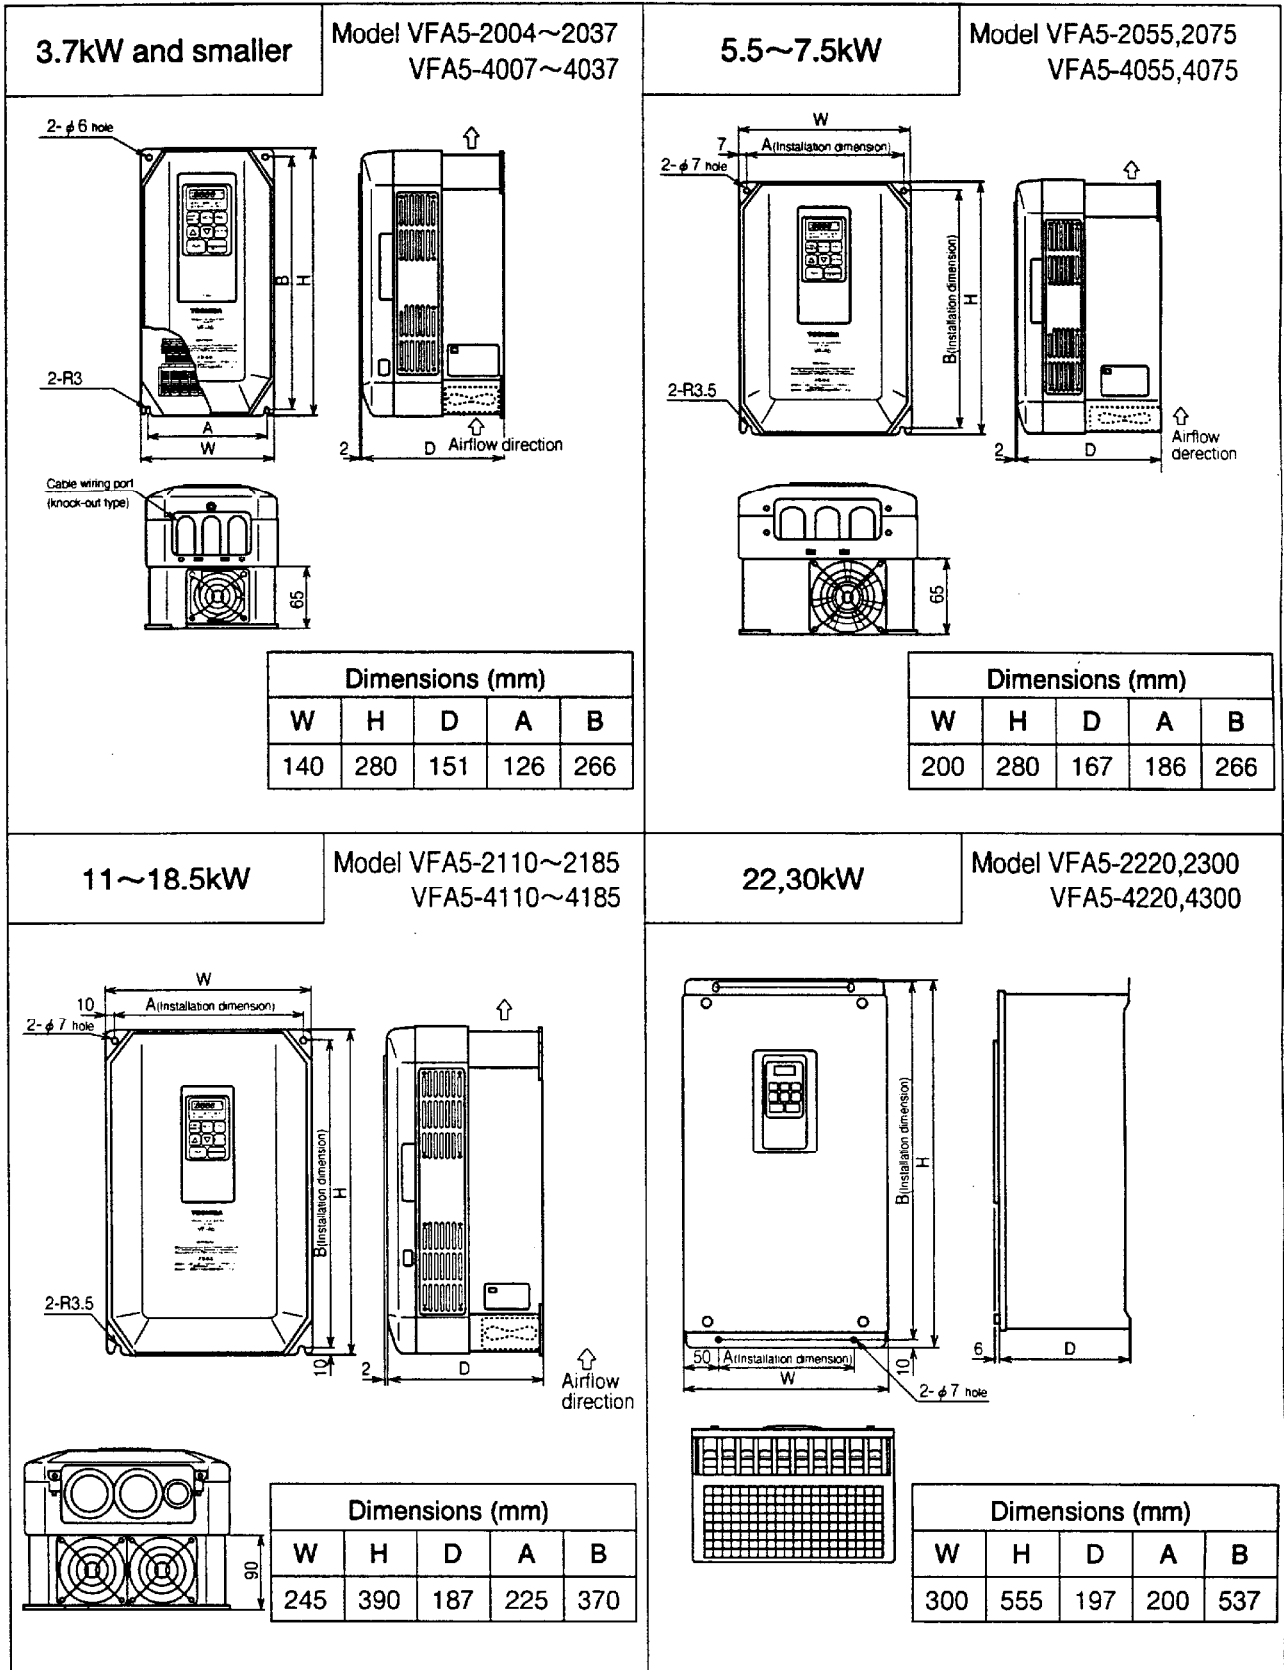 3.7kW and smaller
Model VFA5-2004～2037
VFA5-4007～4037
2-φ6 hole
B
H
TOSHIBA
2-R3
A
W
2
D
Airflow direction
Cable wiring port
(knock-out type)
65
Dimensions (mm)
W H D A B
140 280 151 126 266
5.5～7.5kW
Model VFA5-2055,2075
VFA5-4055,4075
W
7
A(Installation dimension)
2-φ7 hole
B(Installation dimension)
H
TOSHIBA
2-R3.5
2
D
Airflow
derection
65
Dimensions (mm)
W H D A B
200 280 167 186 266
11～18.5kW
Model VFA5-2110～2185
VFA5-4110～4185
W
10
A(Installation dimension)
2-φ7 hole
B(Installation dimension)
H
TOSHIBA
2-R3.5
10
2
D
Airflow
direction
90
Dimensions (mm)
W H D A B
245 390 187 225 370
22,30kW
Model VFA5-2220,2300
VFA5-4220,4300
B(Installation dimension)
H
50
A(Installation dimension)
10
W
2-φ7 hole
6
D
Dimensions (mm)
W H D A B
300 555 197 200 537